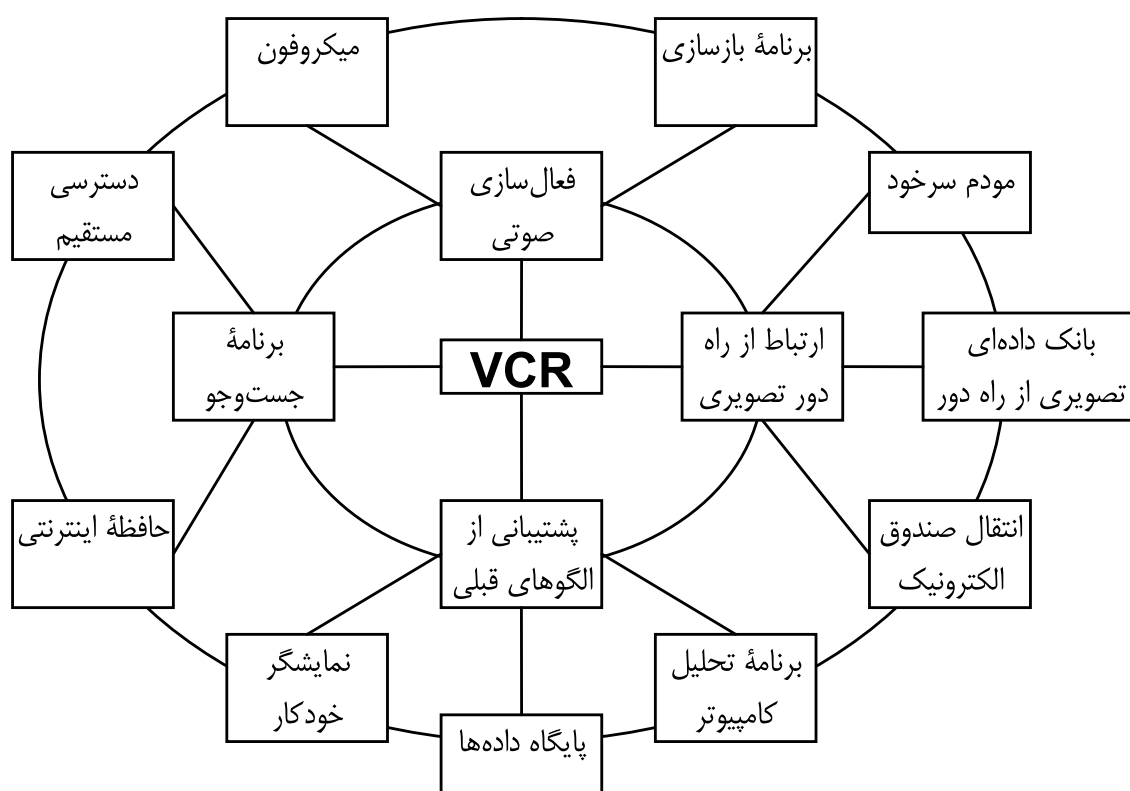 میکروفون
برنامهٔ بازسازی
دسترسی
مستقیم
فعال‌سازی
صوتی
مودم سرخود
برنامهٔ
جست‌وجو
VCR
ارتباط از راه
دور تصویری
بانک داده‌ای
تصویری از راه دور
حافظهٔ اینترنتی
پشتیبانی از
الگوهای قبلی
انتقال صندوق
الکترونیک
نمایشگر
خودکار
برنامهٔ تحلیل
کامپیوتر
پایگاه داده‌ها